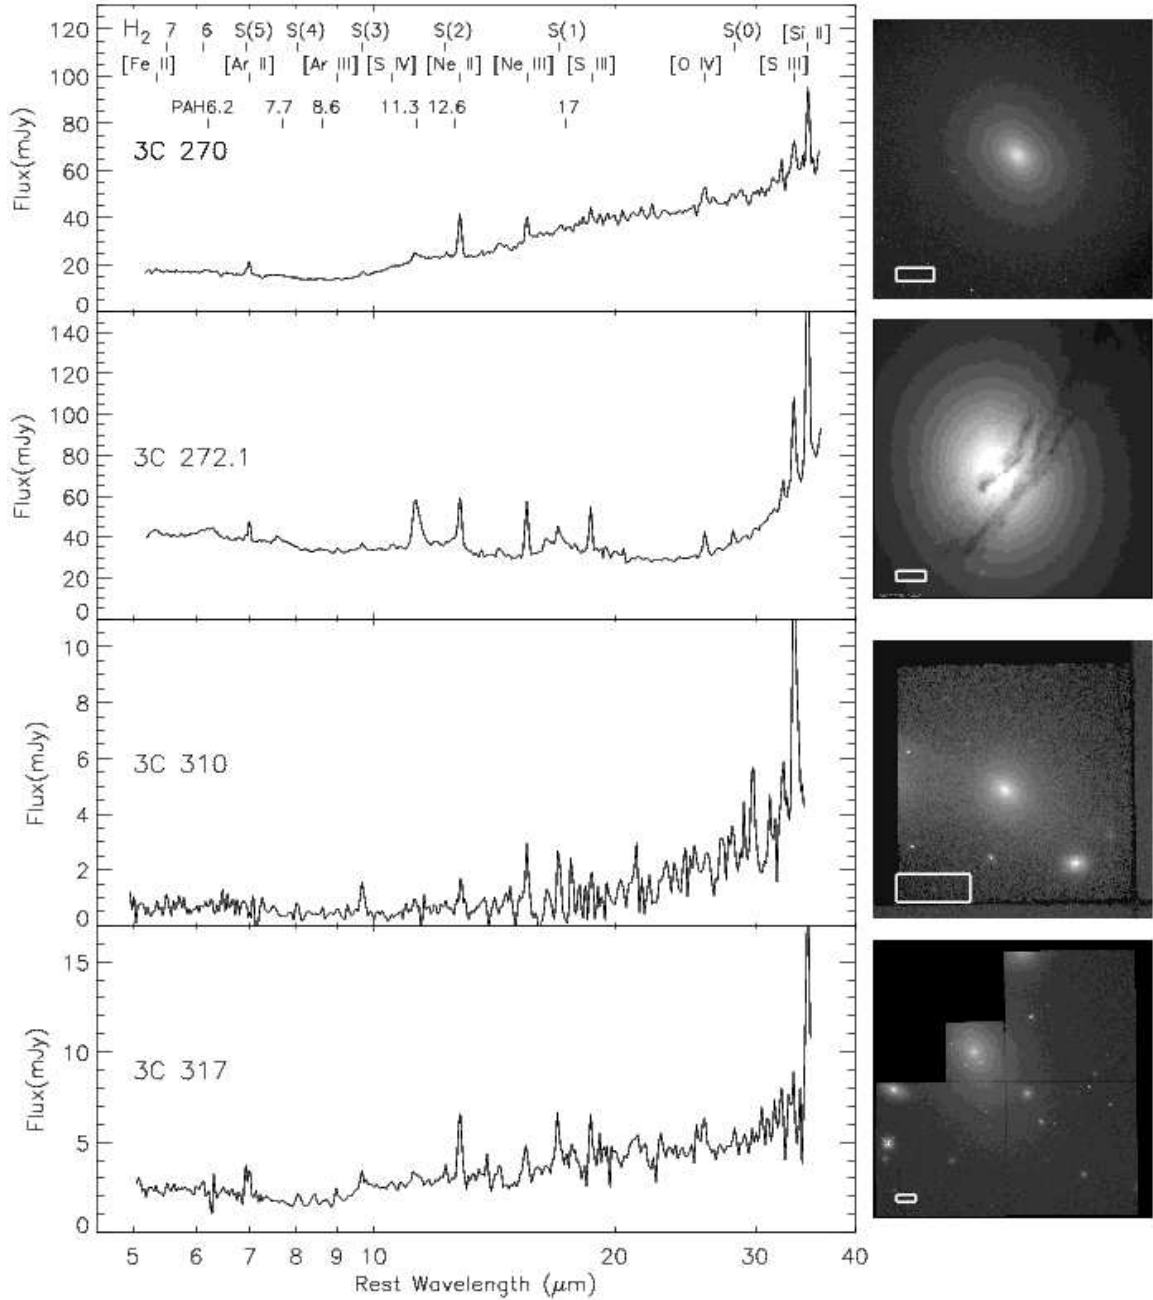 H2 7 6 S(5) S(4) S(3) S(2) S(1) S(0) [Si II]
[Fe II] [Ar II] [Ar III] [S IV] [Ne II] [Ne III] [S III] [O IV] [S III]
PAH6.2 7.7 8.6 11.3 12.6 17
3C 270
Flux(mJy)
120
100
80
60
40
20
0
3C 272.1
Flux(mJy)
140
120
100
80
60
40
20
0
3C 310
Flux(mJy)
10
8
6
4
2
0
3C 317
Flux(mJy)
15
10
5
0
5 6 7 8 9 10 20 30 40
Rest Wavelength (μm)